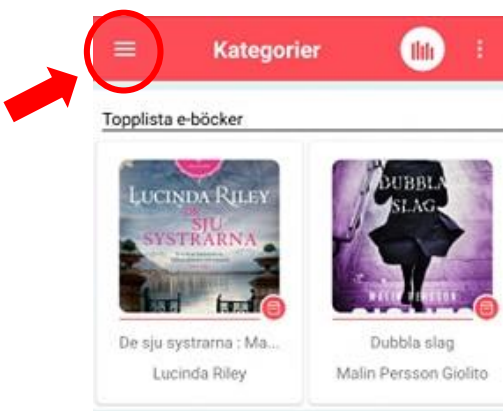 Kategorier
Topplista e-böcker
LUCINDA RILEY
DE
SJU
SYSTRARNA
DUBBLA
SLAG
MALIN PERSSON
De sju systrarna : Ma...
Lucinda Riley
Dubbla slag
Malin Persson Giolito